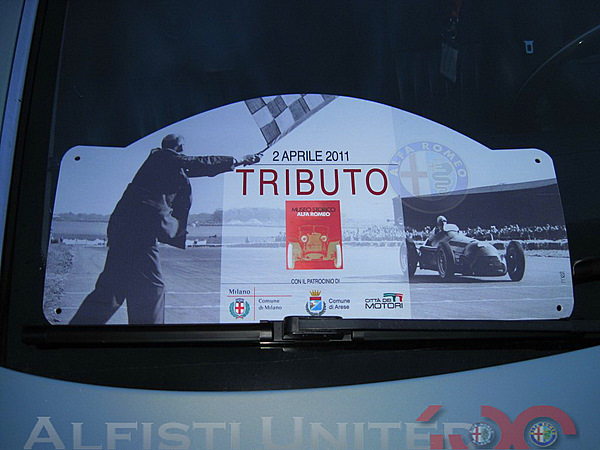 2 APRILE 2011
TRIBUTO
ALFA ROMEO
MUSEO STORICO
ALFA ROMEO
CON IL PATROCINIO DI
Milano
Comune
di Milano
Comune
di Arese
CITTÀ DEI
MOTORI
ALFISTI UNITED